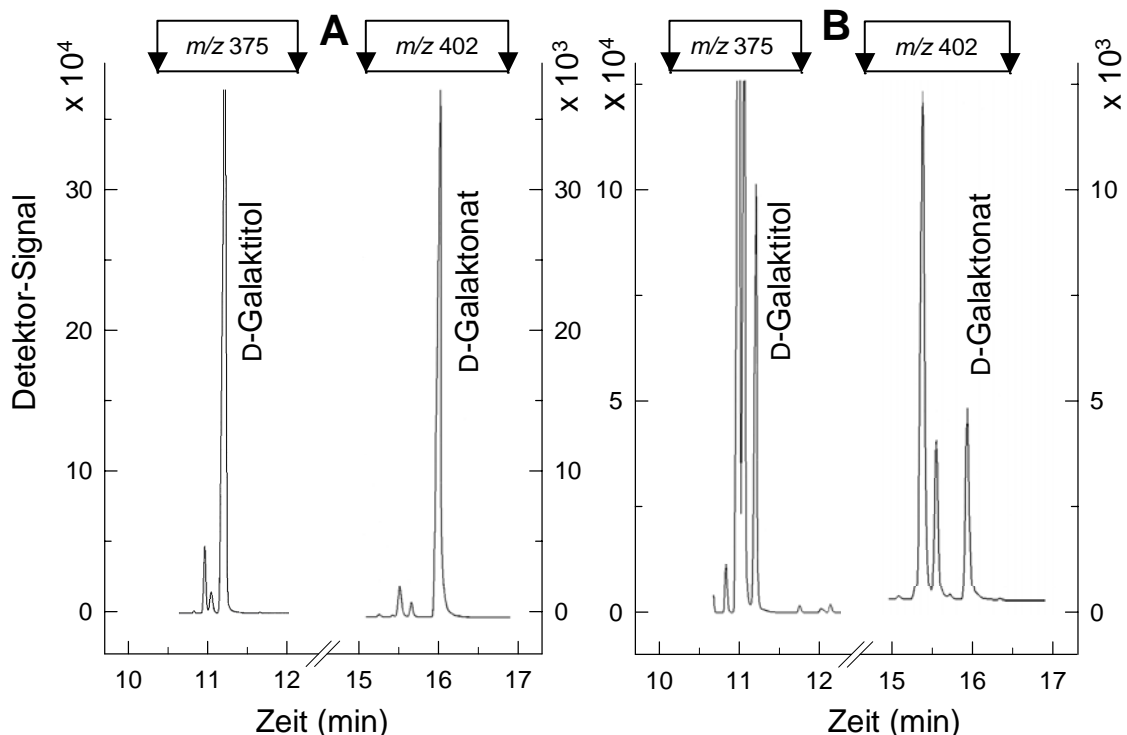 A
m/z 375
m/z 402
x 10⁴
x 10³
Detektor-Signal
30
20
10
0
30
20
10
0
D-Galaktitol
D-Galaktonat
10
11
12
15
16
17
Zeit (min)
B
m/z 375
m/z 402
x 10⁴
x 10³
10
5
0
10
5
0
D-Galaktitol
D-Galaktonat
10
11
12
15
16
17
Zeit (min)